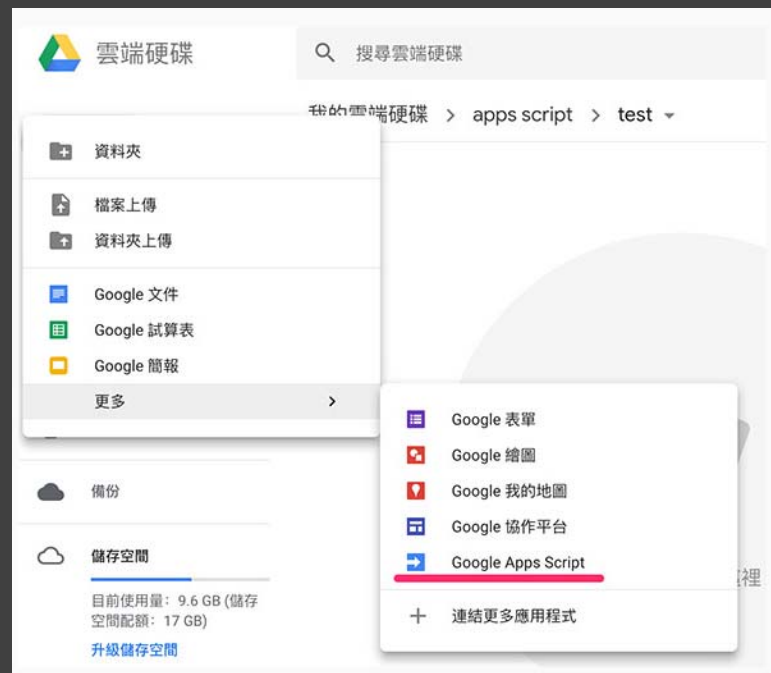 雲端硬碟
搜尋雲端硬碟
我的雲端硬碟 > apps script > test
資料夾
檔案上傳
資料夾上傳
Google 文件
Google 試算表
Google 簡報
更多
Google 表單
Google 繪圖
Google 我的地圖
Google 協作平台
Google Apps Script
連結更多應用程式
這裡
備份
儲存空間
目前使用量：9.6 GB (儲存
空間配額：17 GB)
升級儲存空間